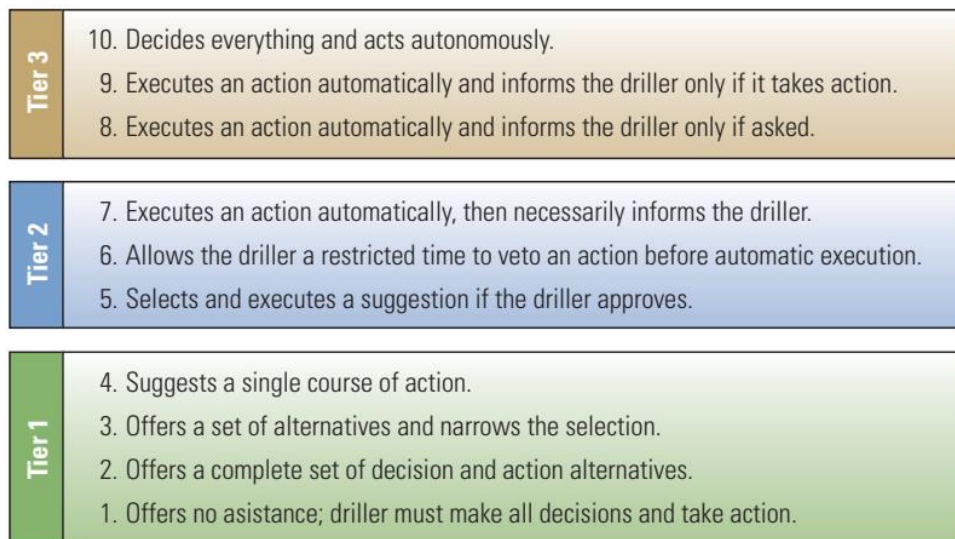 Tier 3
10. Decides everything and acts autonomously.
9. Executes an action automatically and informs the driller only if it takes action.
8. Executes an action automatically and informs the driller only if asked.
Tier 2
7. Executes an action automatically, then necessarily informs the driller.
6. Allows the driller a restricted time to veto an action before automatic execution.
5. Selects and executes a suggestion if the driller approves.
Tier 1
4. Suggests a single course of action.
3. Offers a set of alternatives and narrows the selection.
2. Offers a complete set of decision and action alternatives.
1. Offers no asistance; driller must make all decisions and take action.